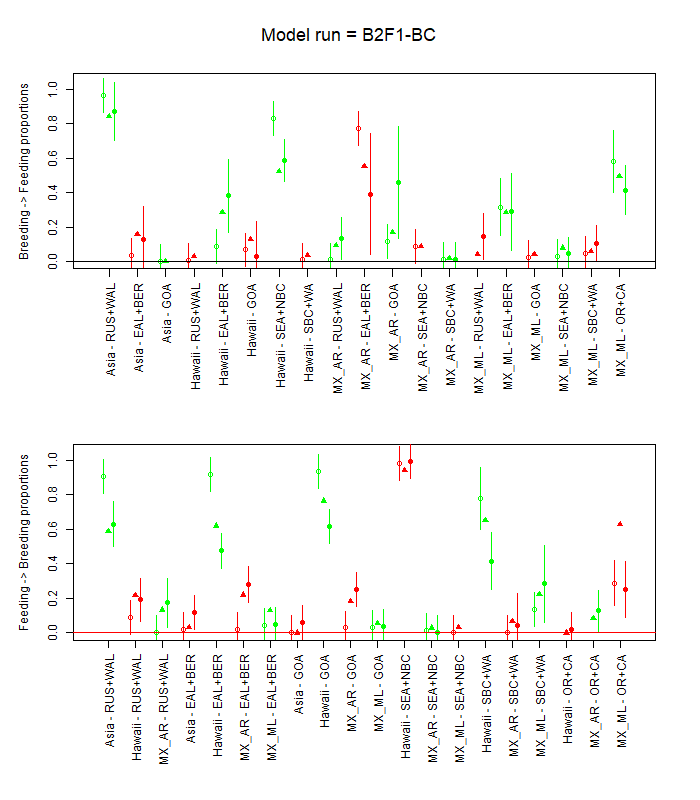 Model run = B2F1-BC
Breeding -> Feeding proportions
1.0
0.8
0.6
0.4
0.2
0.0
Asia - RUS+WAL
Asia - EAL+BER
Asia - GOA
Hawaii - RUS+WAL
Hawaii - EAL+BER
Hawaii - GOA
Hawaii - SEA+NBC
Hawaii - SBC+WA
MX_AR - RUS+WAL
MX_AR - EAL+BER
MX_AR - GOA
MX_AR - SEA+NBC
MX_AR - SBC+WA
MX_ML - RUS+WAL
MX_ML - EAL+BER
MX_ML - GOA
MX_ML - SEA+NBC
MX_ML - SBC+WA
MX_ML - OR+CA
Feeding -> Breeding proportions
1.0
0.8
0.6
0.4
0.2
0.0
Asia - RUS+WAL
Hawaii - RUS+WAL
MX_AR - RUS+WAL
Asia - EAL+BER
Hawaii - EAL+BER
MX_AR - EAL+BER
MX_ML - EAL+BER
Asia - GOA
Hawaii - GOA
MX_AR - GOA
MX_ML - GOA
Hawaii - SEA+NBC
MX_AR - SEA+NBC
MX_ML - SEA+NBC
Hawaii - SBC+WA
MX_AR - SBC+WA
MX_ML - SBC+WA
Hawaii - OR+CA
MX_AR - OR+CA
MX_ML - OR+CA